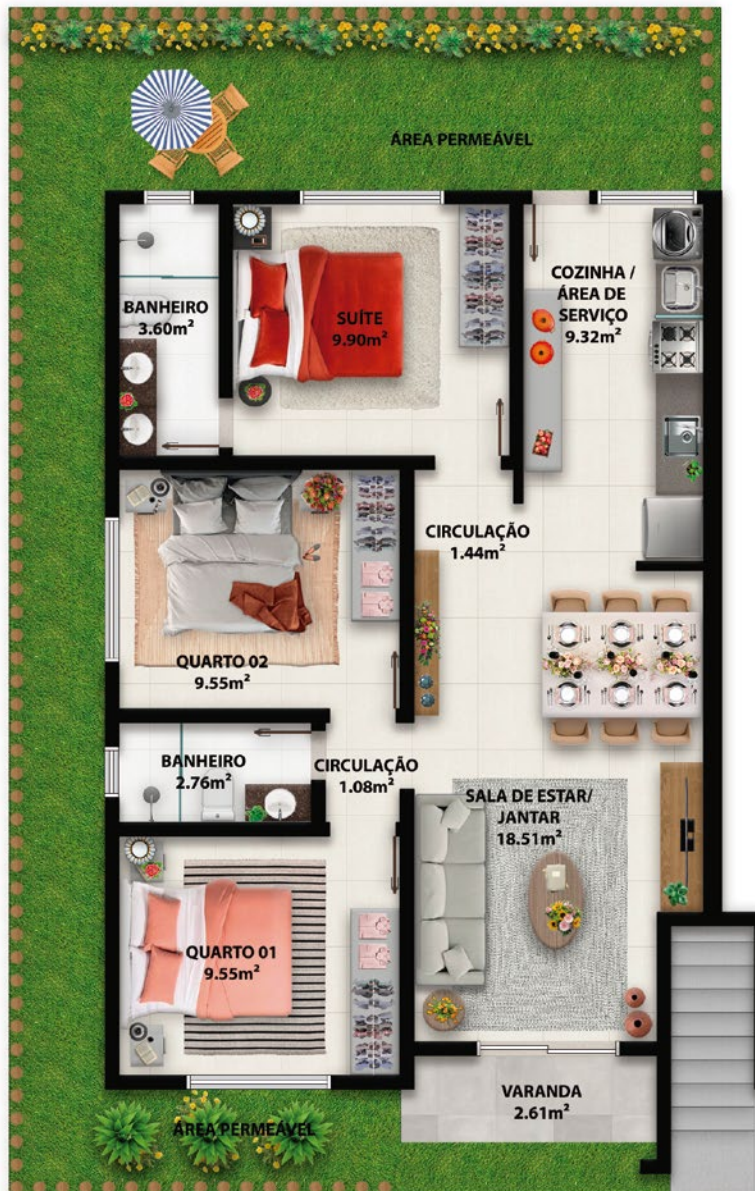 ÁREA PERMEÁVEL
BANHEIRO
3.60m²
SUÍTE
9.90m²
COZINHA /
ÁREA DE
SERVIÇO
9.32m²
CIRCULAÇÃO
1.44m²
QUARTO 02
9.55m²
BANHEIRO
2.76m²
CIRCULAÇÃO
1.08m²
SALA DE ESTAR/
JANTAR
18.51m²
QUARTO 01
9.55m²
VARANDA
2.61m²
ÁREA PERMEÁVEL